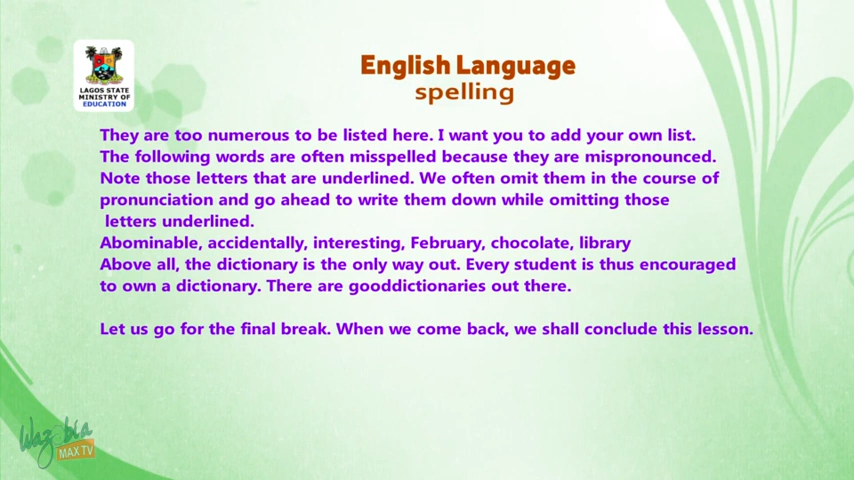 LAGOS STATE
MINISTRY OF
EDUCATION
English Language
spelling
They are too numerous to be listed here. I want you to add your own list.
The following words are often misspelled because they are mispronounced.
Note those letters that are underlined. We often omit them in the course of
pronunciation and go ahead to write them down while omitting those
letters underlined.
Abominable, accidentally, interesting, February, chocolate, library
Above all, the dictionary is the only way out. Every student is thus encouraged
to own a dictionary. There are gooddictionaries out there.
Let us go for the final break. When we come back, we shall conclude this lesson.
Wazobia
MAX TV